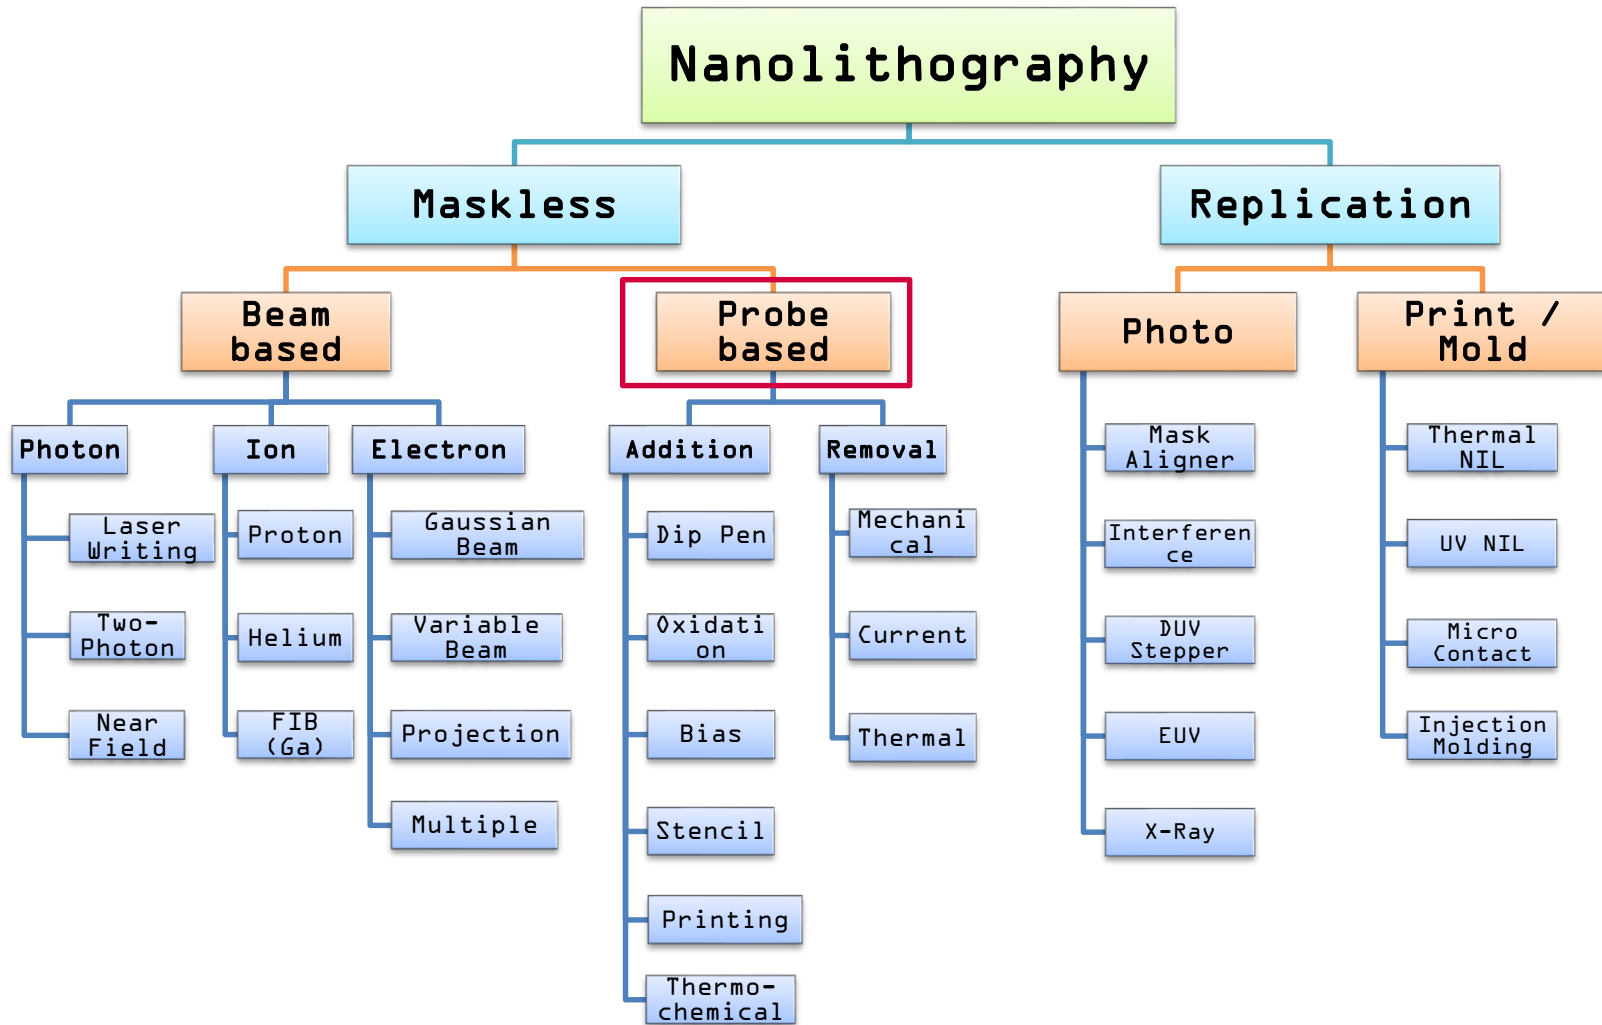 Nanolithography
Maskless
Replication
Beam
based
Probe
based
Photo
Print /
Mold
Photon
Ion
Electron
Addition
Removal
Laser
Writing
Two-
Photon
Near
Field
Proton
Helium
FIB
(Ga)
Gaussian
Beam
Variable
Beam
Projection
Multiple
Dip Pen
Oxidati
on
Bias
Stencil
Printing
Thermo-
chemical
Mechani
cal
Current
Thermal
Mask
Aligner
Interferen
ce
DUV
Stepper
EUV
X-Ray
Thermal
NIL
UV NIL
Micro
Contact
Injection
Molding